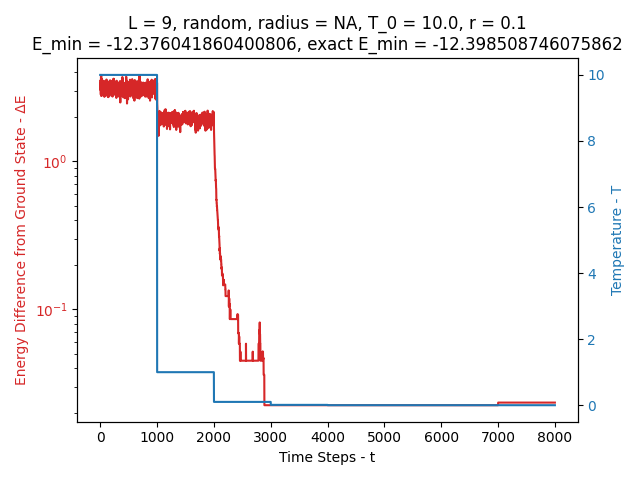 L = 9, random, radius = NA, T_0 = 10.0, r = 0.1
E_min = -12.376041860400806, exact E_min = -12.398508746075862
Energy Difference from Ground State - ΔE
10^0
10^-1
10
8
6
4
2
0
Temperature - T
0 1000 2000 3000 4000 5000 6000 7000 8000
Time Steps - t